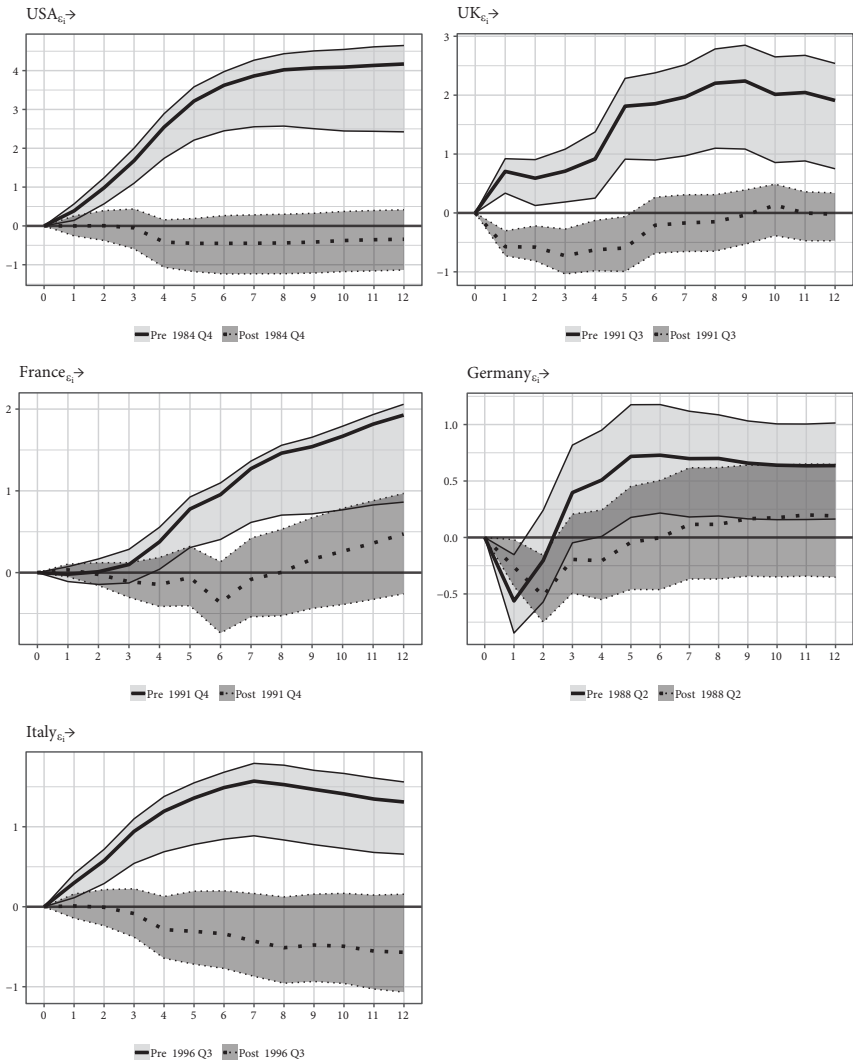 USAεᵢ→
4
3
2
1
0
−1
0 1 2 3 4 5 6 7 8 9 10 11 12
Pre 1984 Q4 Post 1984 Q4
UKεᵢ→
3
2
1
0
−1
0 1 2 3 4 5 6 7 8 9 10 11 12
Pre 1991 Q3 Post 1991 Q3
Franceεᵢ→
2
1
0
0 1 2 3 4 5 6 7 8 9 10 11 12
Pre 1991 Q4 Post 1991 Q4
Germanyεᵢ→
1.0
0.5
0.0
−0.5
0 1 2 3 4 5 6 7 8 9 10 11 12
Pre 1988 Q2 Post 1988 Q2
Italyεᵢ→
1
0
−1
0 1 2 3 4 5 6 7 8 9 10 11 12
Pre 1996 Q3 Post 1996 Q3